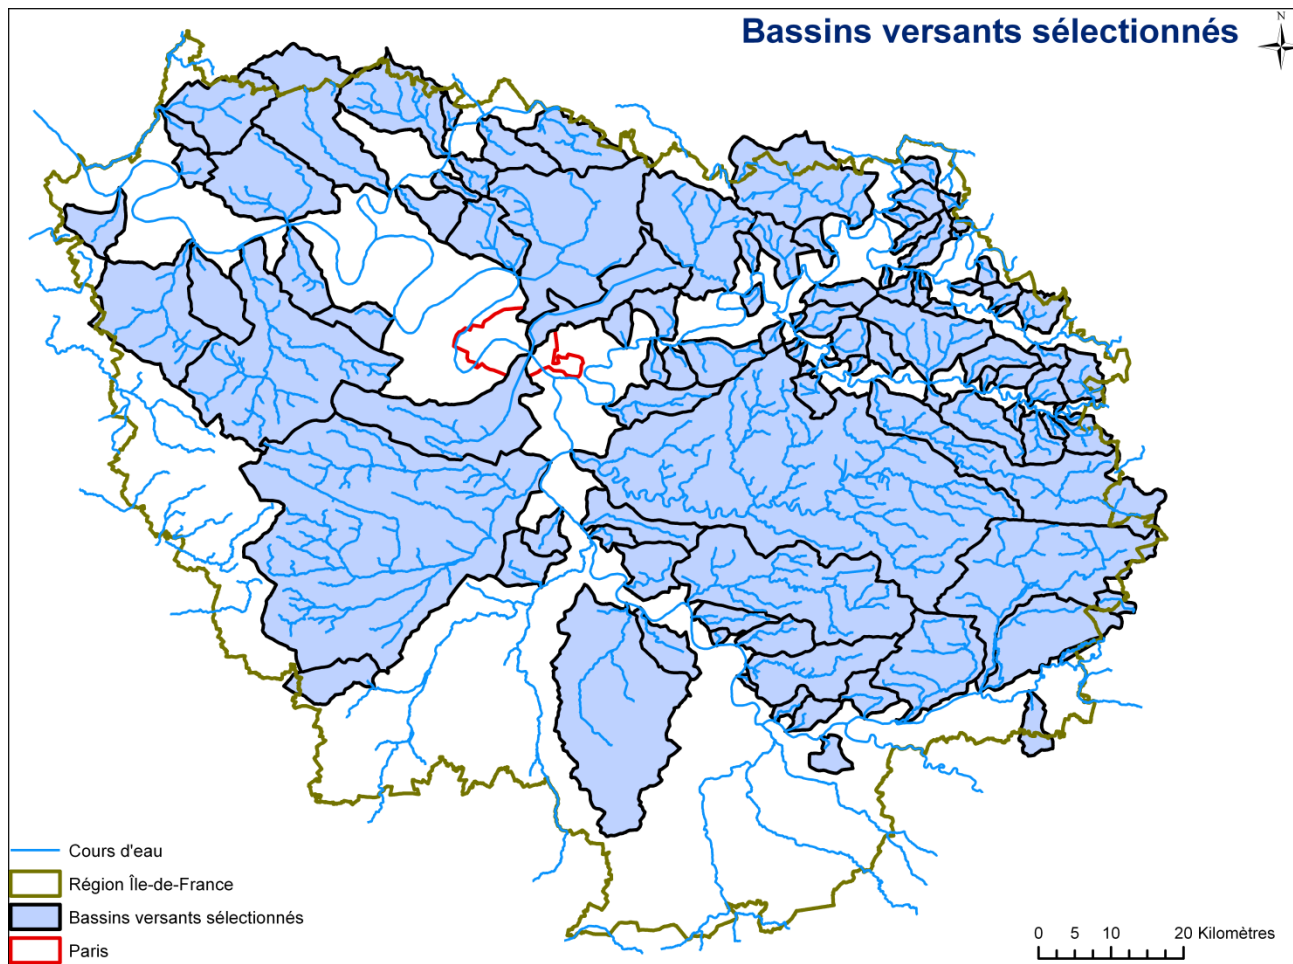 Bassins versants sélectionnés
N
Cours d'eau
Région Île-de-France
Bassins versants sélectionnés
Paris
0 5 10 20 Kilomètres